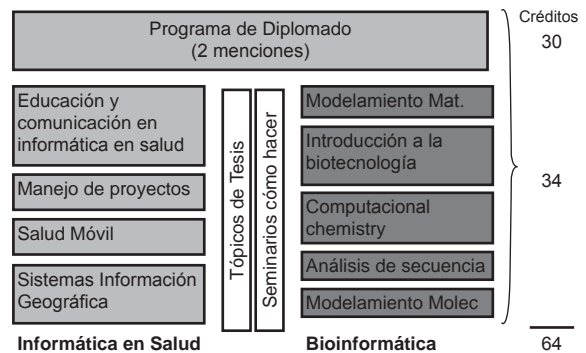 Créditos
Programa de Diplomado
(2 menciones)
30
Educación y
comunicación en
informática en salud
Manejo de proyectos
Salud Móvil
Sistemas Información
Geográfica
Tópicos de Tesis
Seminarios cómo hacer
Modelamiento Mat.
Introducción a la
biotecnología
Computacional
chemistry
Análisis de secuencia
Modelamiento Molec
34
Informática en Salud
Bioinformática
64